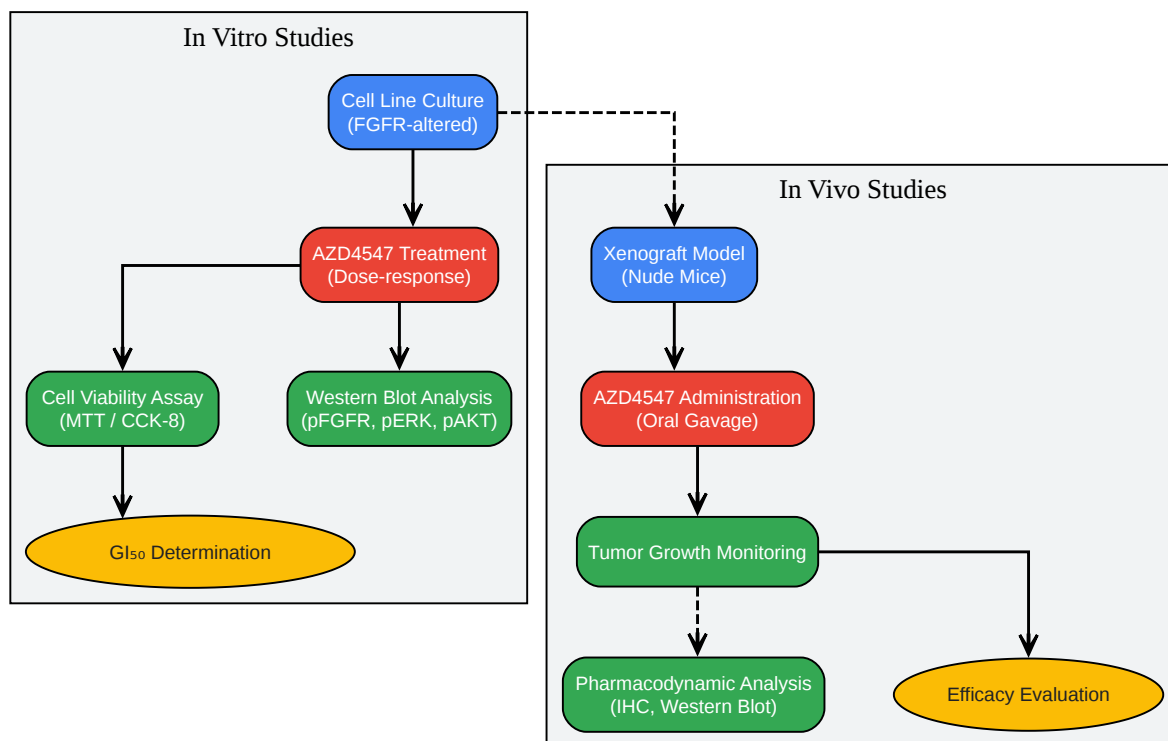 In Vitro Studies
Cell Line Culture
(FGFR-altered)
AZD4547 Treatment
(Dose-response)
Cell Viability Assay
(MTT / CCK-8)
Western Blot Analysis
(pFGFR, pERK, pAKT)
GI₅₀ Determination
In Vivo Studies
Xenograft Model
(Nude Mice)
AZD4547 Administration
(Oral Gavage)
Tumor Growth Monitoring
Pharmacodynamic Analysis
(IHC, Western Blot)
Efficacy Evaluation